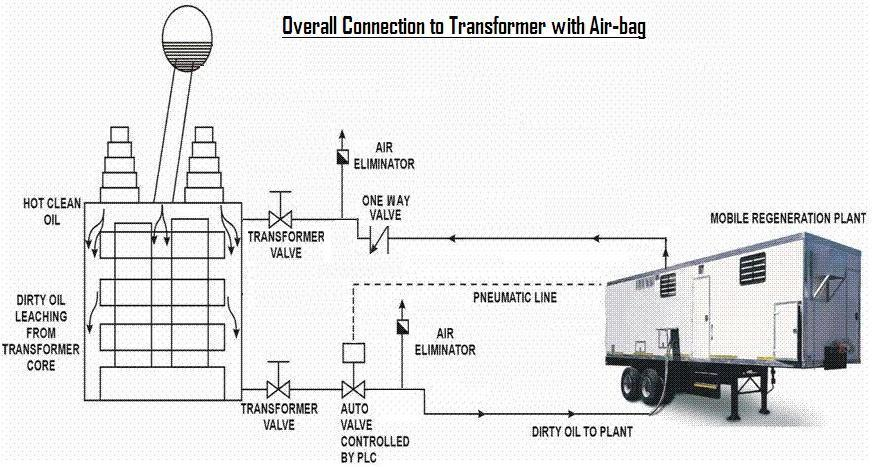 Overall Connection to Transformer with Air-bag
AIR
ELIMINATOR
HOT CLEAN
OIL
ONE WAY
VALVE
TRANSFORMER
VALVE
MOBILE REGENERATION PLANT
DIRTY OIL
LEACHING
FROM
TRANSFORMER
CORE
PNEUMATIC LINE
AIR
ELIMINATOR
TRANSFORMER
VALVE
AUTO
VALVE
CONTROLLED
BY PLC
DIRTY OIL TO PLANT